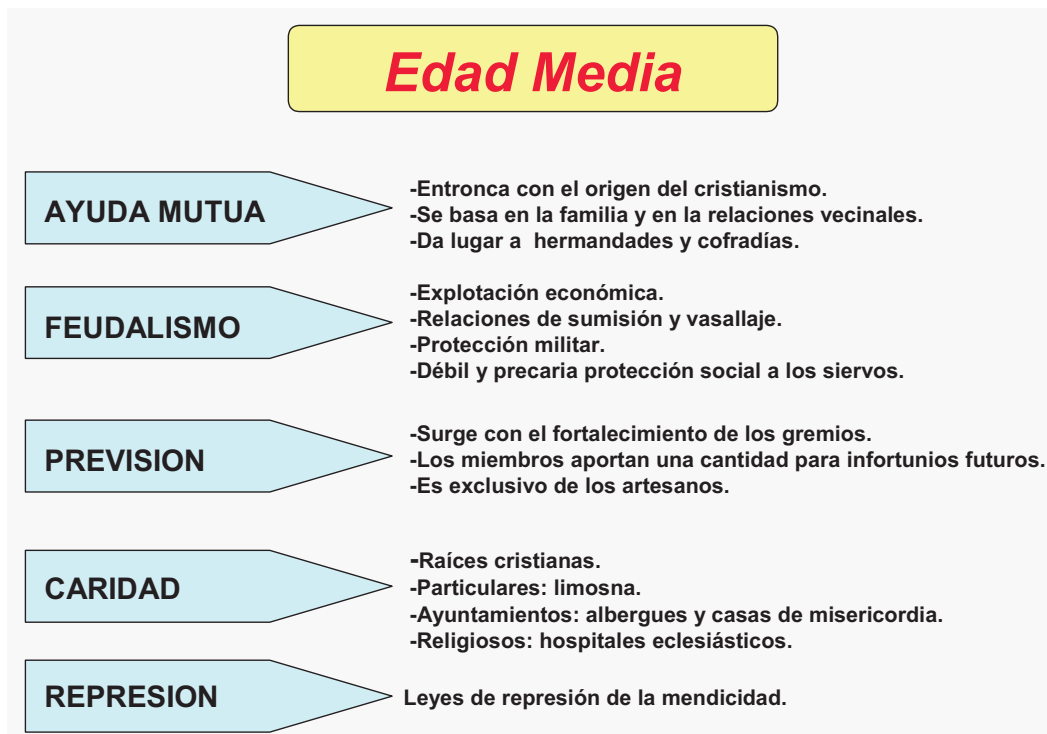 Edad Media
AYUDA MUTUA
-Entronca con el origen del cristianismo.
-Se basa en la familia y en la relaciones vecinales.
-Da lugar a hermandades y cofradías.
FEUDALISMO
-Explotación económica.
-Relaciones de sumisión y vasallaje.
-Protección militar.
-Débil y precaria protección social a los siervos.
PREVISION
-Surge con el fortalecimiento de los gremios.
-Los miembros aportan una cantidad para infortunios futuros.
-Es exclusivo de los artesanos.
CARIDAD
-Raíces cristianas.
-Particulares: limosna.
-Ayuntamientos: albergues y casas de misericordia.
-Religiosos: hospitales eclesiásticos.
REPRESION
Leyes de represión de la mendicidad.